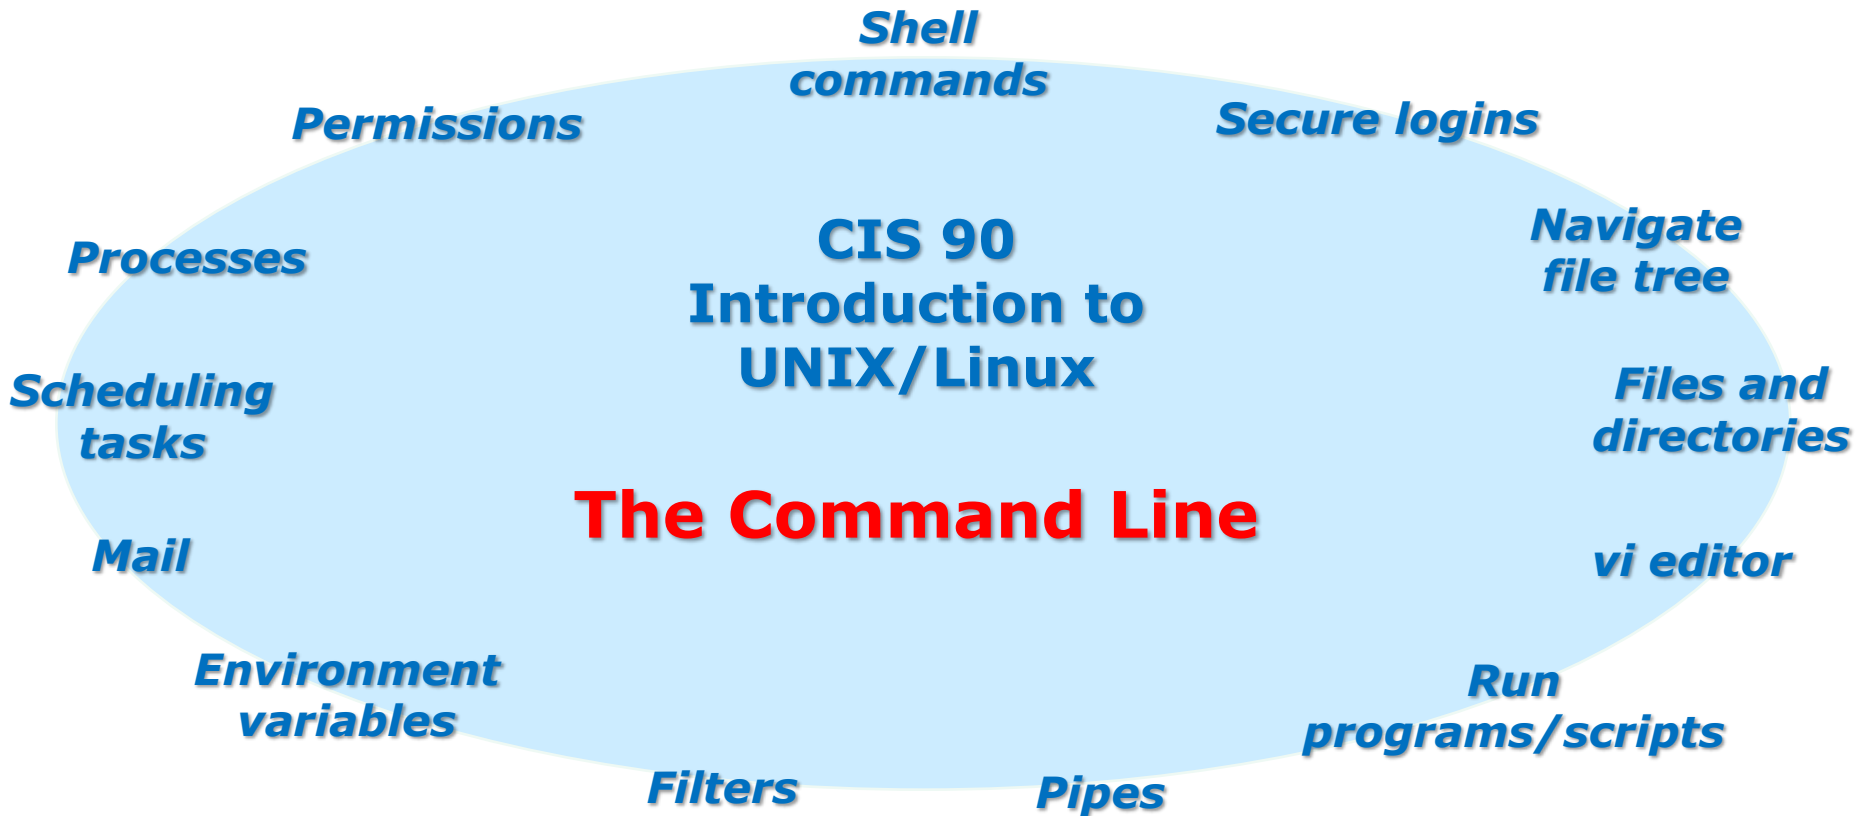 Shell
commands
Permissions
Secure logins
Navigate
file tree
Processes
CIS 90
Introduction to
UNIX/Linux
Scheduling
tasks
Files and
directories
The Command Line
Mail
vi editor
Environment
variables
Run
programs/scripts
Filters
Pipes